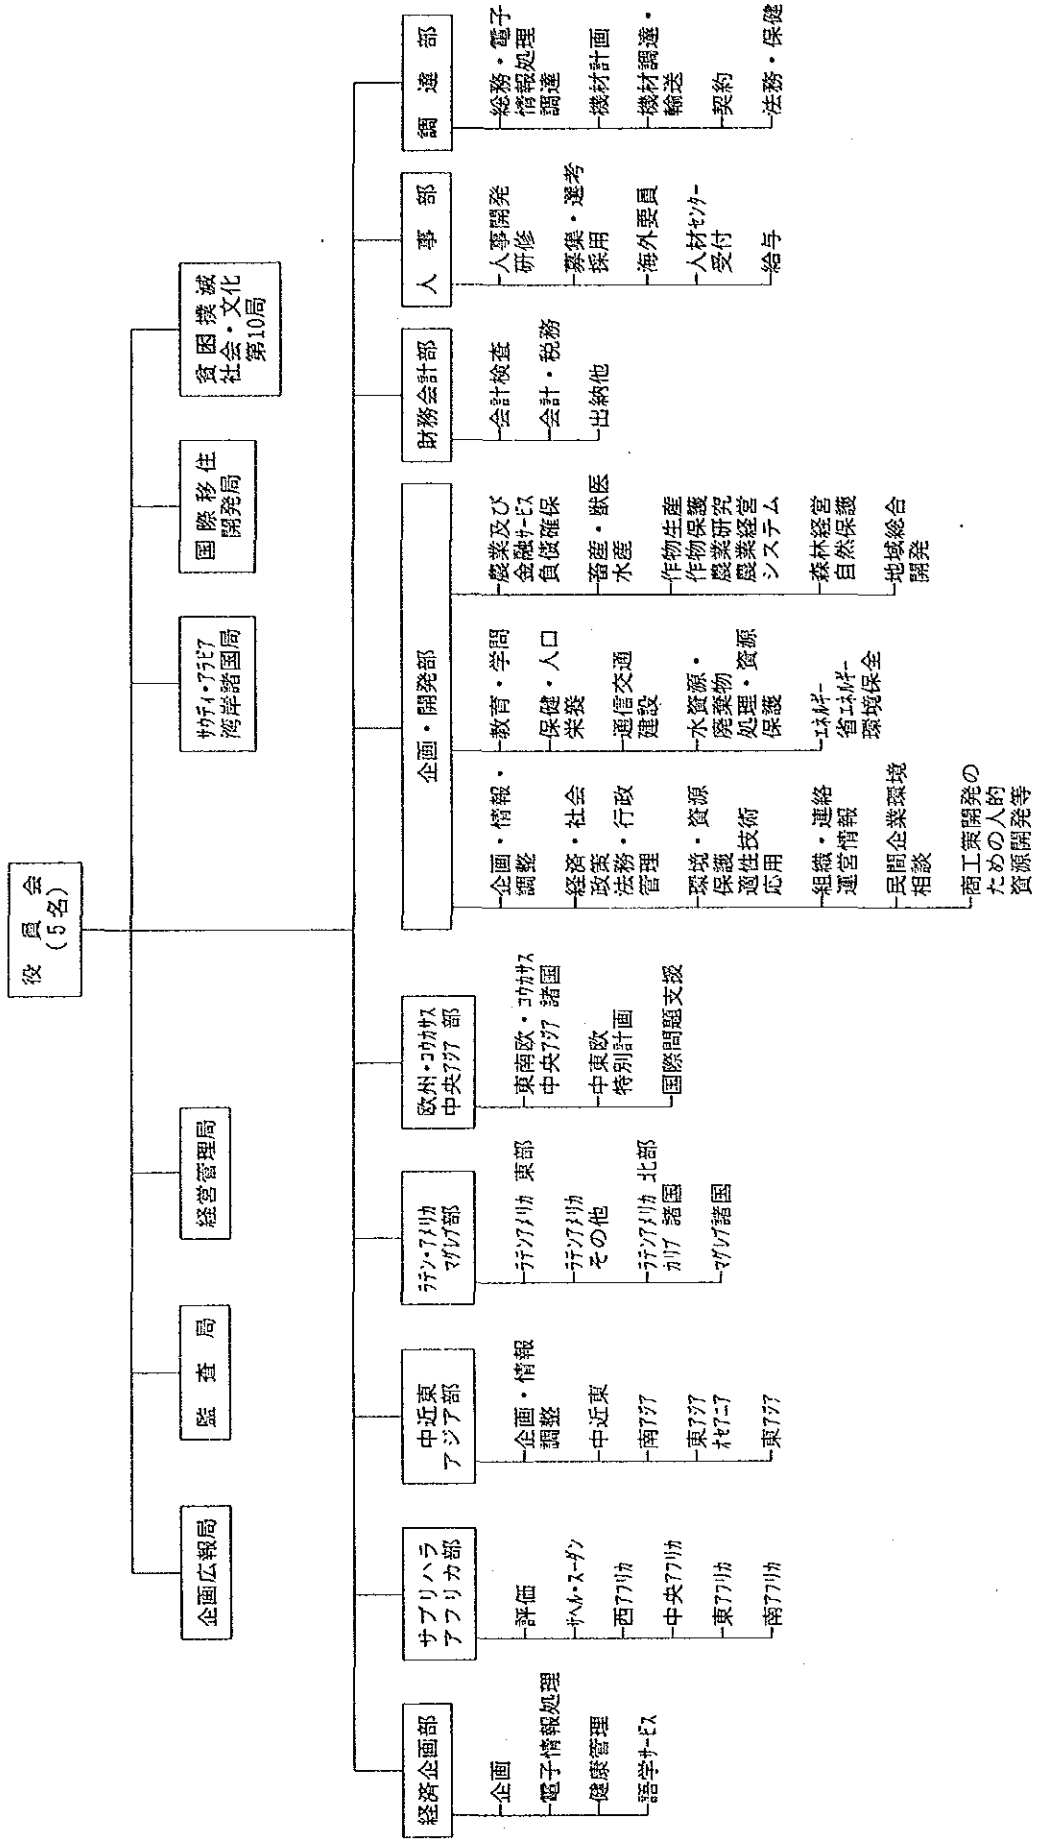 役員会
(5名)
企画広報局
監査局
経営管理局
サウディ・アラビア
湾岸諸国局
国際移住
開発局
貧困撲滅
社会・文化
第10局
経済企画部
企画
電子情報処理
健康管理
語学サービス
サブリハラ
アフリカ部
評価
サヘル・スーダン
西アフリカ
中央アフリカ
東アフリカ
南アフリカ
中近東
アジア部
企画・情報
調整
中近東
南アジア
東アジア
オセアニア
東アジア
ラテン・アメリカ
マグレブ部
ラテンアメリカ 東部
ラテンアメリカ
その他
ラテンアメリカ 北部
カリブ 諸国
マグレブ諸国
欧州・コウカサス
中央アジア 部
東南欧・コウカサス
中央アジア 諸国
中東欧
特別計画
国際問題支援
企画・開発部
企画・情報・
調整
経済・社会
政策
法務・行政
管理
環境・資源
保護
適性技術
応用
組織・連絡
運営情報
民間企業環境
相談
商工策開発の
ための人的
資源開発等
教育・学問
保健・人口
栄養
通信交通
建設
水資源・
廃棄物
処理・資源
保護
エネルギー
省エネルギー
環境保全
農業及び
金融サービス
負債確保
畜産・獣医
水産
作物生産
作物保護
農業研究
農業経営
システム
森林経営
自然保護
地域総合
開発
財務会計部
会計検査
会計・税務
出納他
人事部
人事開発
研修
募集・選考
採用
海外要員
人材センター
受付
給与
調達部
総務・電子
情報処理
調達
機材計画
機材調達・
輸送
契約
法務・保健